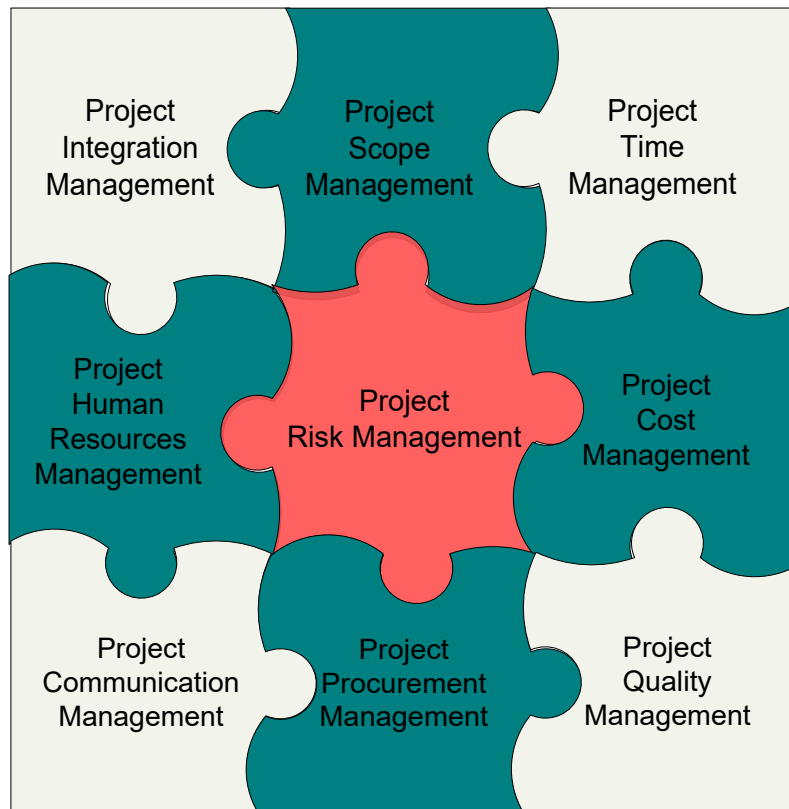 Project
Integration
Management
Project
Scope
Management
Project
Time
Management
Project
Human
Resources
Management
Project
Risk Management
Project
Cost
Management
Project
Communication
Management
Project
Procurement
Management
Project
Quality
Management